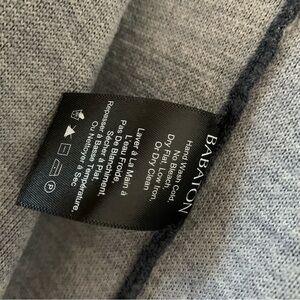 BABATON
Hand Wash Cold,
No Bleach,
Dry Flat, Low Iron,
Or Dry Clean
Laver À La Main à
L'eau Froide,
Pas De Blanchiment,
Sécher à Plat,
Repasser à Basse Température,
Ou Nettoyer à Sec